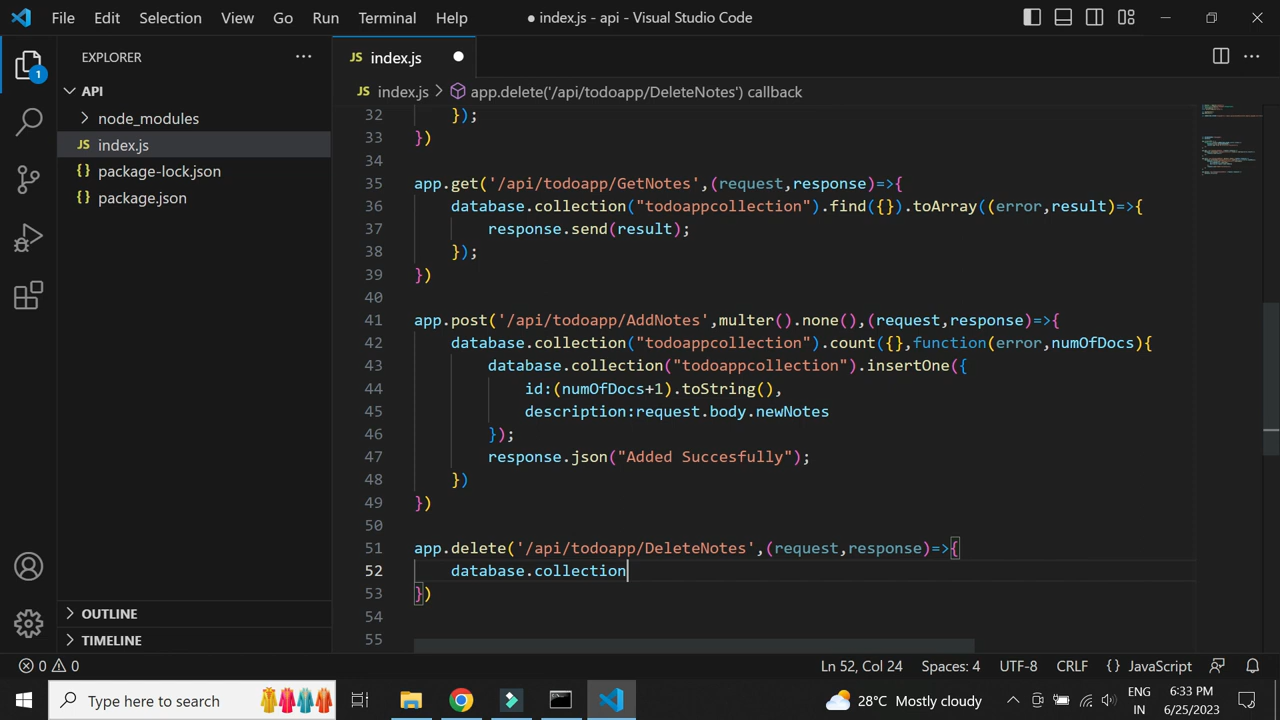 File Edit Selection View Go Run Terminal Help
● index.js - api - Visual Studio Code
EXPLORER
1
API
node_modules
JS index.js
{} package-lock.json
{} package.json
OUTLINE
TIMELINE
JS index.js
JS index.js > app.delete('/api/todoapp/DeleteNotes') callback
32 });
33 })
34
35 app.get('/api/todoapp/GetNotes',(request,response)=>{
36 database.collection("todoappcollection").find({}).toArray((error,result)=>{
37 response.send(result);
38 });
39 })
40
41 app.post('/api/todoapp/AddNotes',multer().none(),(request,response)=>{
42 database.collection("todoappcollection").count({},function(error,numOfDocs){
43 database.collection("todoappcollection").insertOne({
44 id:(numOfDocs+1).toString(),
45 description:request.body.newNotes
46 });
47 response.json("Added Succesfully");
48 })
49 })
50
51 app.delete('/api/todoapp/DeleteNotes',(request,response)=>{
52 database.collection
53 })
54
55
0 0
Ln 52, Col 24 Spaces: 4 UTF-8 CRLF {} JavaScript
Type here to search
28°C Mostly cloudy
ENG
IN
6:33 PM
6/25/2023